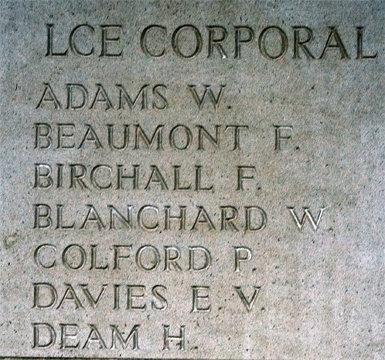 LCE CORPORAL
ADAMS W.
BEAUMONT F.
BIRCHALL F.
BLANCHARD W
COLFORD P.
DAVIES E. V.
DEAM H.